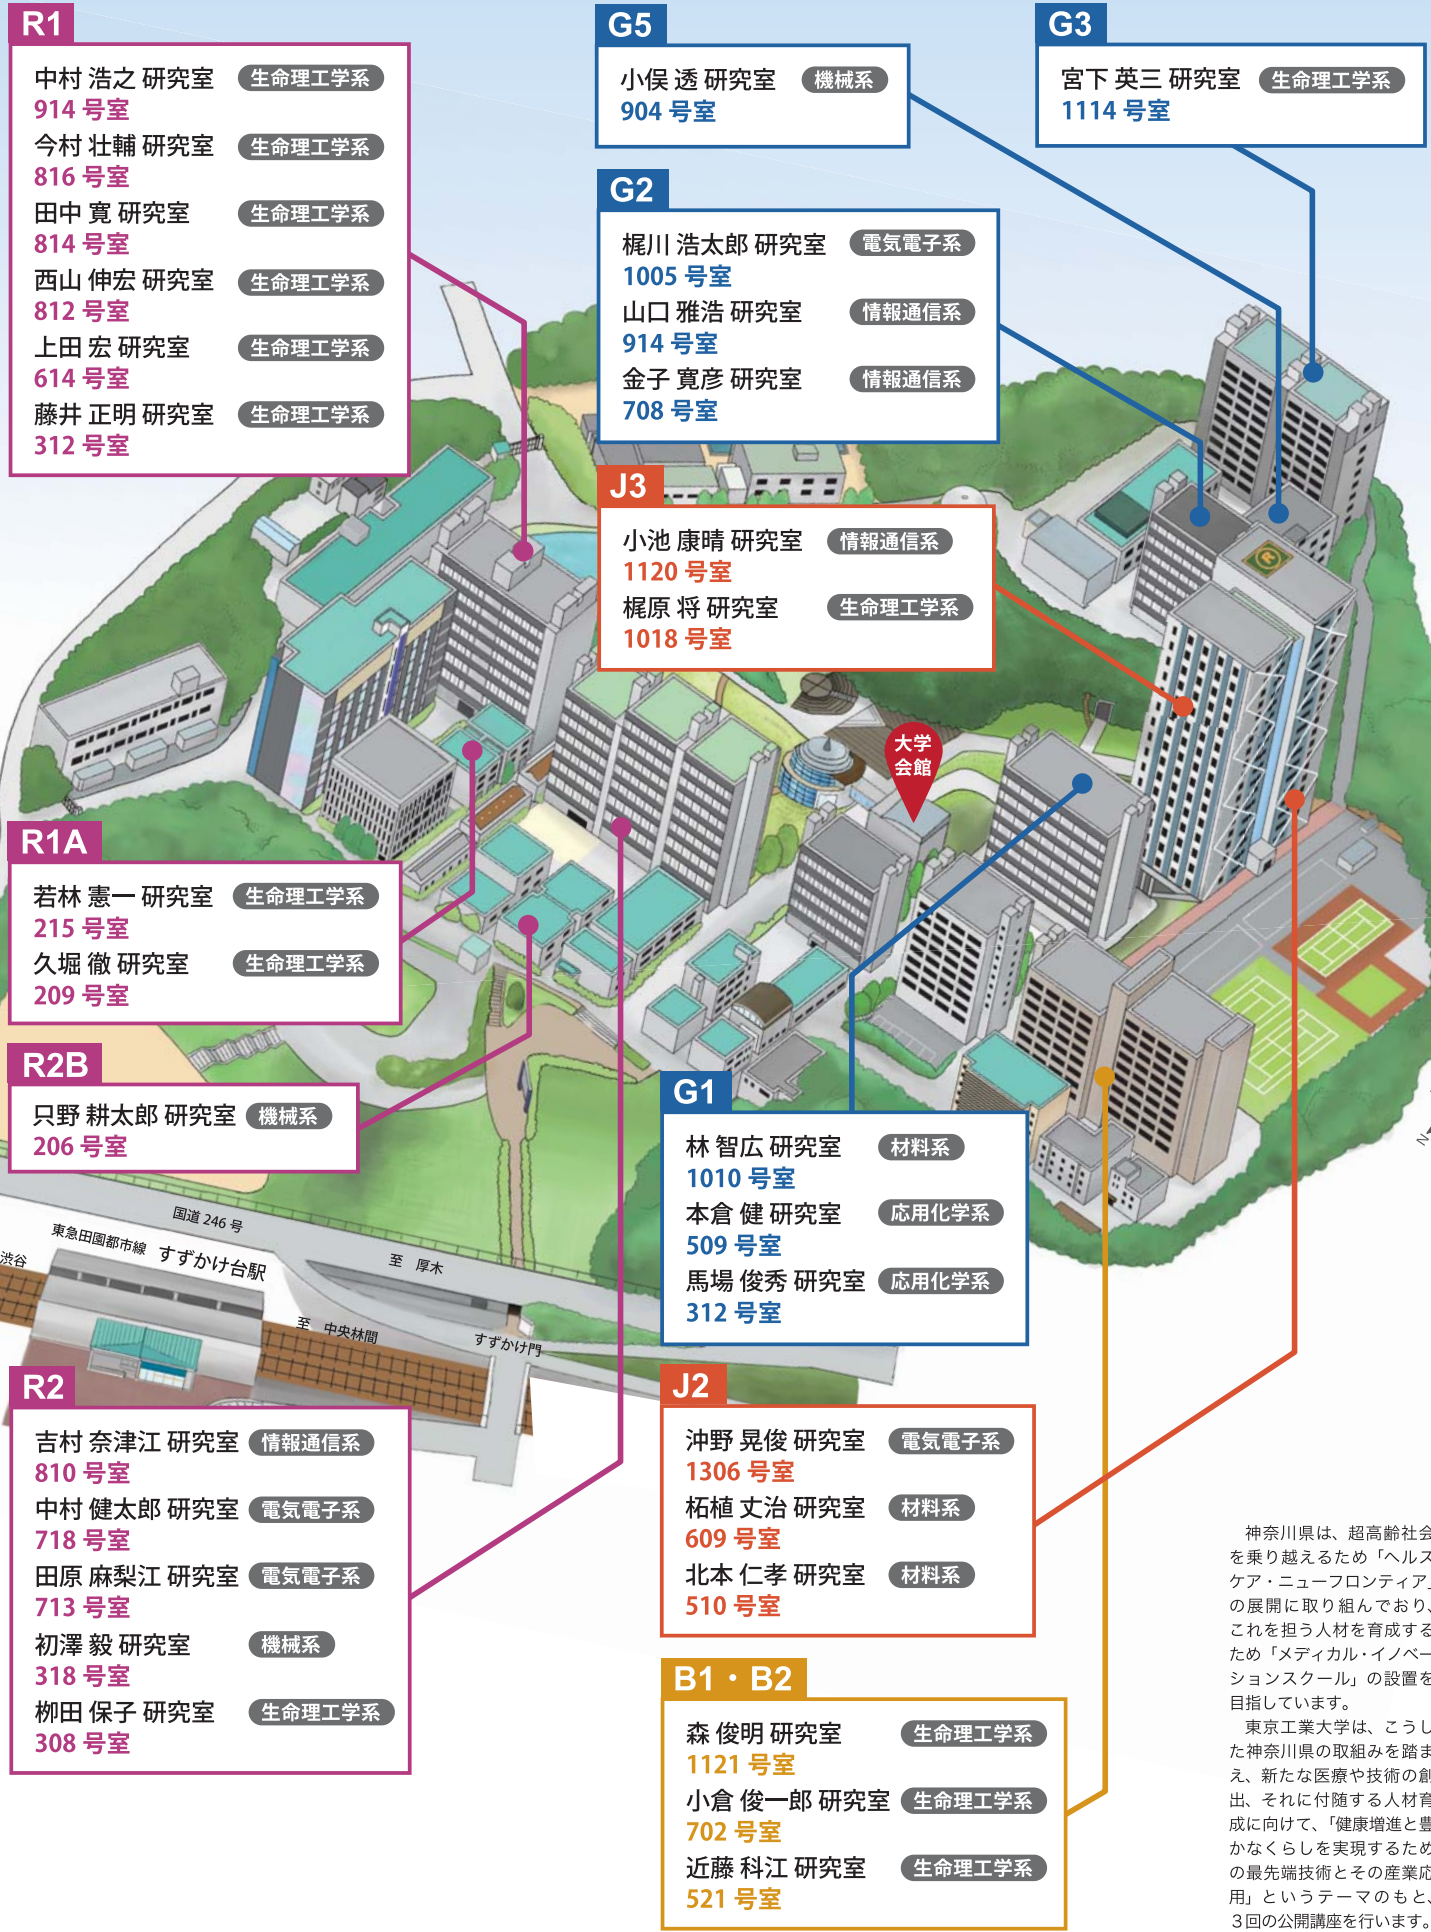 R1
中村 浩之 研究室 生命理工学系
914 号室
今村 壮輔 研究室 生命理工学系
816 号室
田中 寛 研究室 生命理工学系
814 号室
西山 伸宏 研究室 生命理工学系
812 号室
上田 宏 研究室 生命理工学系
614 号室
藤井 正明 研究室 生命理工学系
312 号室
G5
小俣 透 研究室 機械系
904 号室
G3
宮下 英三 研究室 生命理工学系
1114 号室
G2
梶川 浩太郎 研究室 電気電子系
1005 号室
山口 雅浩 研究室 情報通信系
914 号室
金子 寛彦 研究室 情報通信系
708 号室
J3
小池 康晴 研究室 情報通信系
1120 号室
梶原 将 研究室 生命理工学系
1018 号室
R
大学
会館
R1A
若林 憲一 研究室 生命理工学系
215 号室
久堀 徹 研究室 生命理工学系
209 号室
R2B
只野 耕太郎 研究室 機械系
206 号室
G1
林 智広 研究室 材料系
1010 号室
本倉 健 研究室 応用化学系
509 号室
馬場 俊秀 研究室 応用化学系
312 号室
N
国道 246 号
東急田園都市線 すずかけ台駅
渋谷
至 厚木
至 中央林間
すずかけ門
R2
吉村 奈津江 研究室 情報通信系
810 号室
中村 健太郎 研究室 電気電子系
718 号室
田原 麻梨江 研究室 電気電子系
713 号室
初澤 毅 研究室 機械系
318 号室
栁田 保子 研究室 生命理工学系
308 号室
J2
沖野 晃俊 研究室 電気電子系
1306 号室
柘植 丈治 研究室 材料系
609 号室
北本 仁孝 研究室 材料系
510 号室
B1・B2
森 俊明 研究室 生命理工学系
1121 号室
小倉 俊一郎 研究室 生命理工学系
702 号室
近藤 科江 研究室 生命理工学系
521 号室
神奈川県は、超高齢社会
を乗り越えるため「ヘルス
ケア・ニューフロンティア」
の展開に取り組んでおり、
これを担う人材を育成する
ため「メディカル・イノベー
ションスクール」の設置を
目指しています。
東京工業大学は、こうし
た神奈川県の取組みを踏ま
え、新たな医療や技術の創
出、それに付随する人材育
成に向けて、「健康増進と豊
かなくらしを実現するため
の最先端技術とその産業応
用」というテーマのもと、
３回の公開講座を行います。